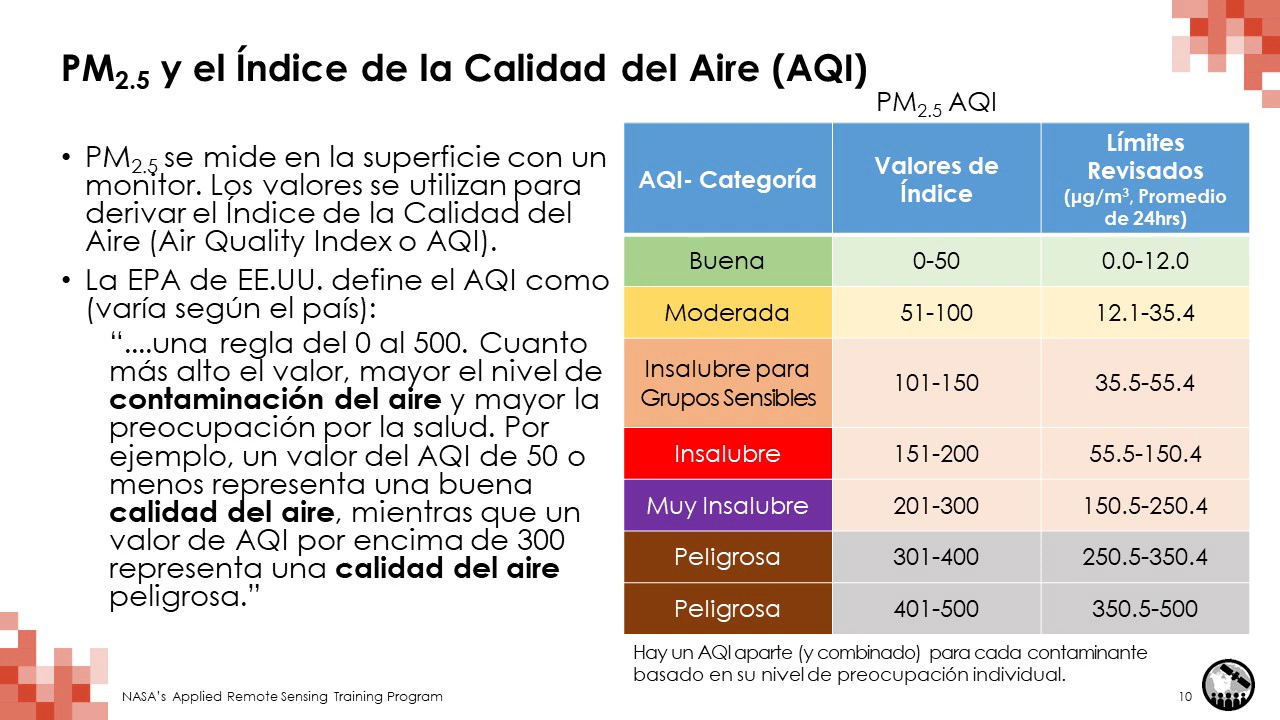 PM2.5 y el Índice de la Calidad del Aire (AQI)
• PM2.5 se mide en la superficie con un
monitor. Los valores se utilizan para
derivar el Índice de la Calidad del
Aire (Air Quality Index o AQI).
• La EPA de EE.UU. define el AQI como
(varía según el país):
“....una regla del 0 al 500. Cuanto
más alto el valor, mayor el nivel de
contaminación del aire y mayor la
preocupación por la salud. Por
ejemplo, un valor del AQI de 50 o
menos representa una buena
calidad del aire, mientras que un
valor de AQI por encima de 300
representa una calidad del aire
peligrosa.”
PM2.5 AQI
AQI- Categoría
Valores de
Índice
Límites
Revisados
(µg/m3, Promedio
de 24hrs)
Buena 0-50 0.0-12.0
Moderada 51-100 12.1-35.4
Insalubre para
Grupos Sensibles
101-150 35.5-55.4
Insalubre 151-200 55.5-150.4
Muy Insalubre 201-300 150.5-250.4
Peligrosa 301-400 250.5-350.4
Peligrosa 401-500 350.5-500
Hay un AQI aparte (y combinado) para cada contaminante
basado en su nivel de preocupación individual.
NASA’s Applied Remote Sensing Training Program
10